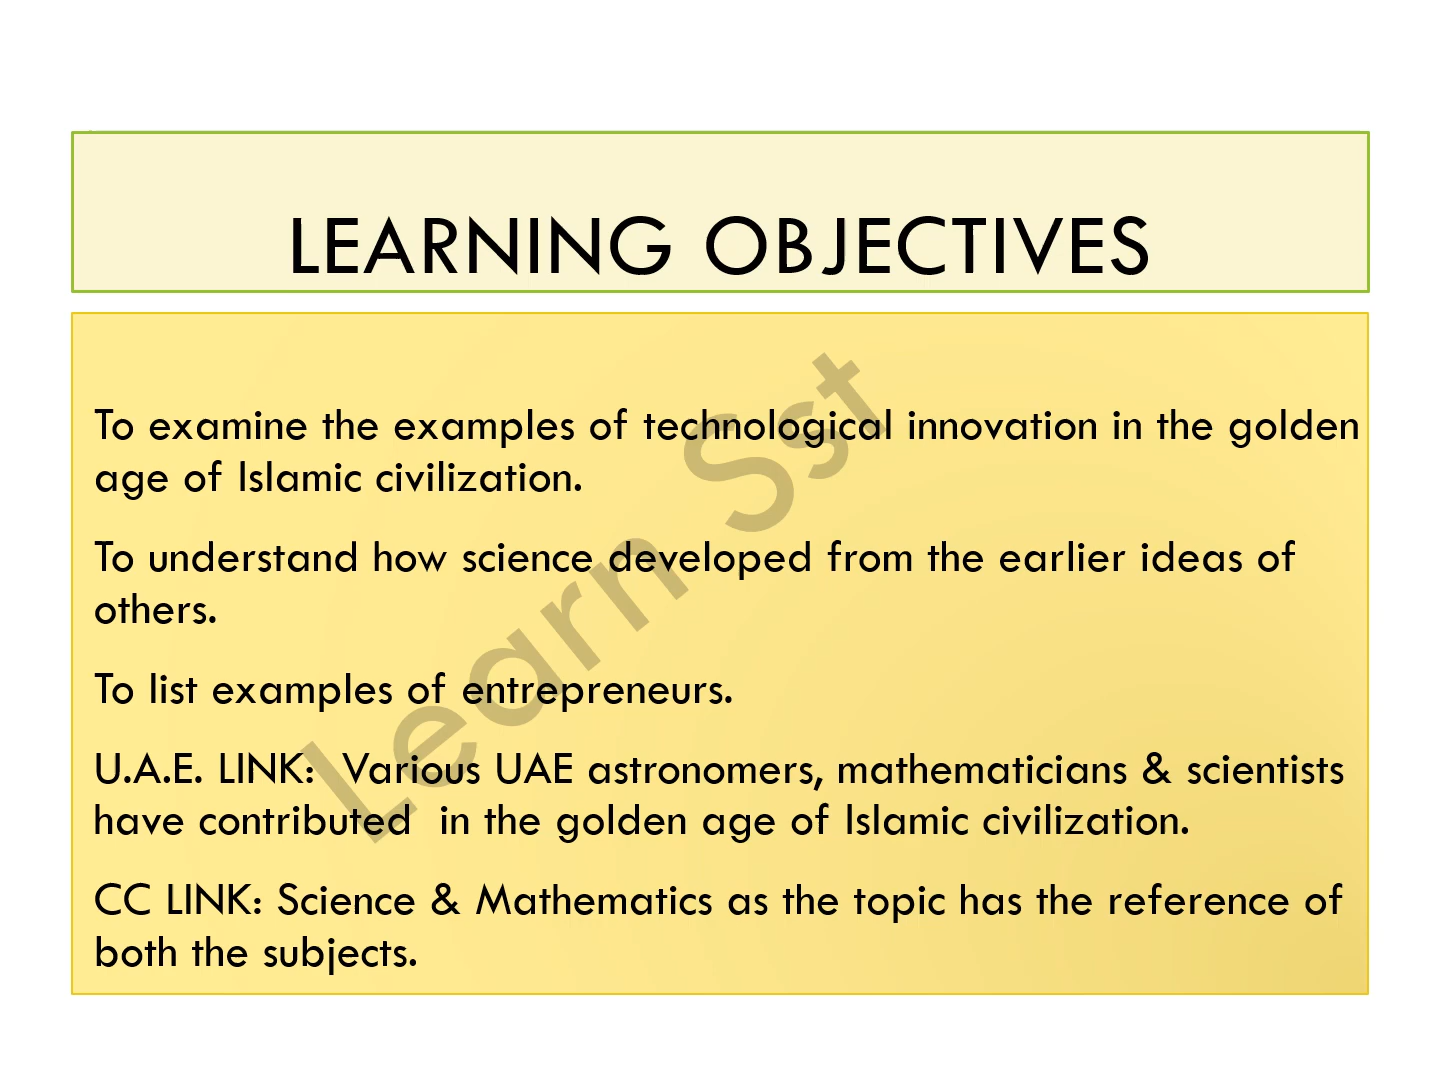 LEARNING OBJECTIVES
To examine the examples of technological innovation in the golden
age of Islamic civilization.
To understand how science developed from the earlier ideas of
others.
To list examples of entrepreneurs.
U.A.E. LINK:  Various UAE astronomers, mathematicians & scientists
have contributed  in the golden age of Islamic civilization.
CC LINK: Science & Mathematics as the topic has the reference of
both the subjects.
Learn Sst